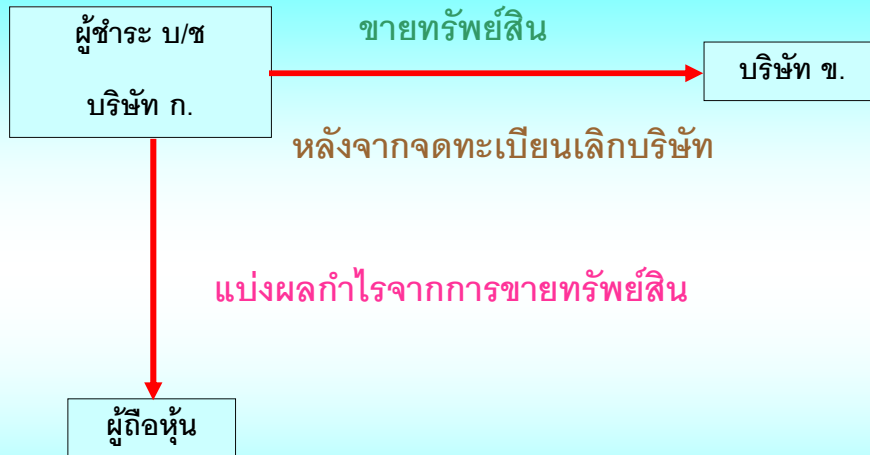 ผู้ชำระ บ/ช
บริษัท ก.
ขายทรัพย์สิน
บริษัท ข.
หลังจากจดทะเบียนเลิกบริษัท
แบ่งผลกำไรจากการขายทรัพย์สิน
ผู้ถือหุ้น